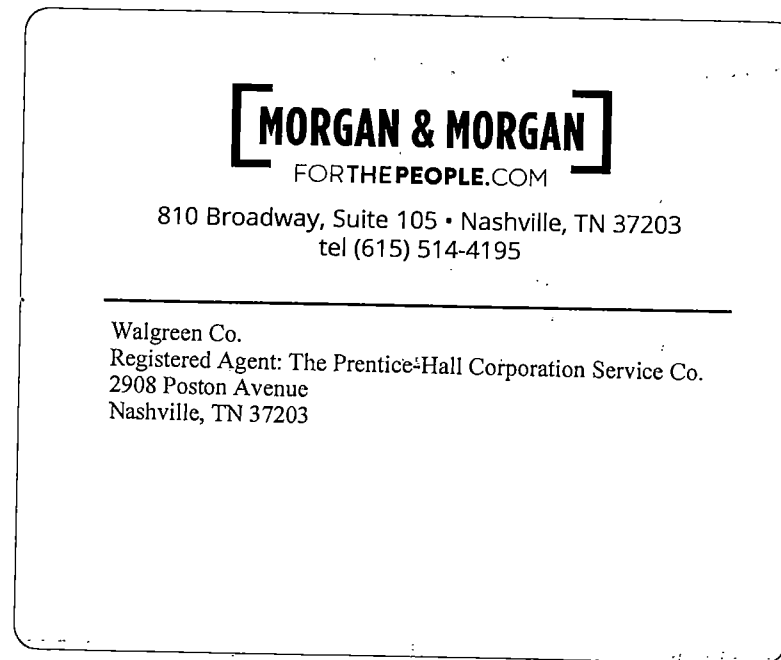 MORGAN & MORGAN
FORTHEPEOPLE.COM
810 Broadway, Suite 105 • Nashville, TN 37203
tel (615) 514-4195
Walgreen Co.
Registered Agent: The Prentice-Hall Corporation Service Co.
2908 Poston Avenue
Nashville, TN 37203